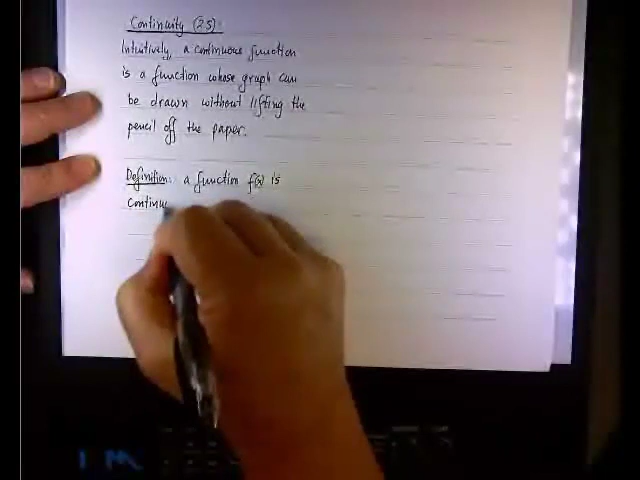 Continuity (2.5)
Intuitively, a continuous function
is a function whose graph can
be drawn without lifting the
pencil off the paper.
Definition: a function f(x) is
continu